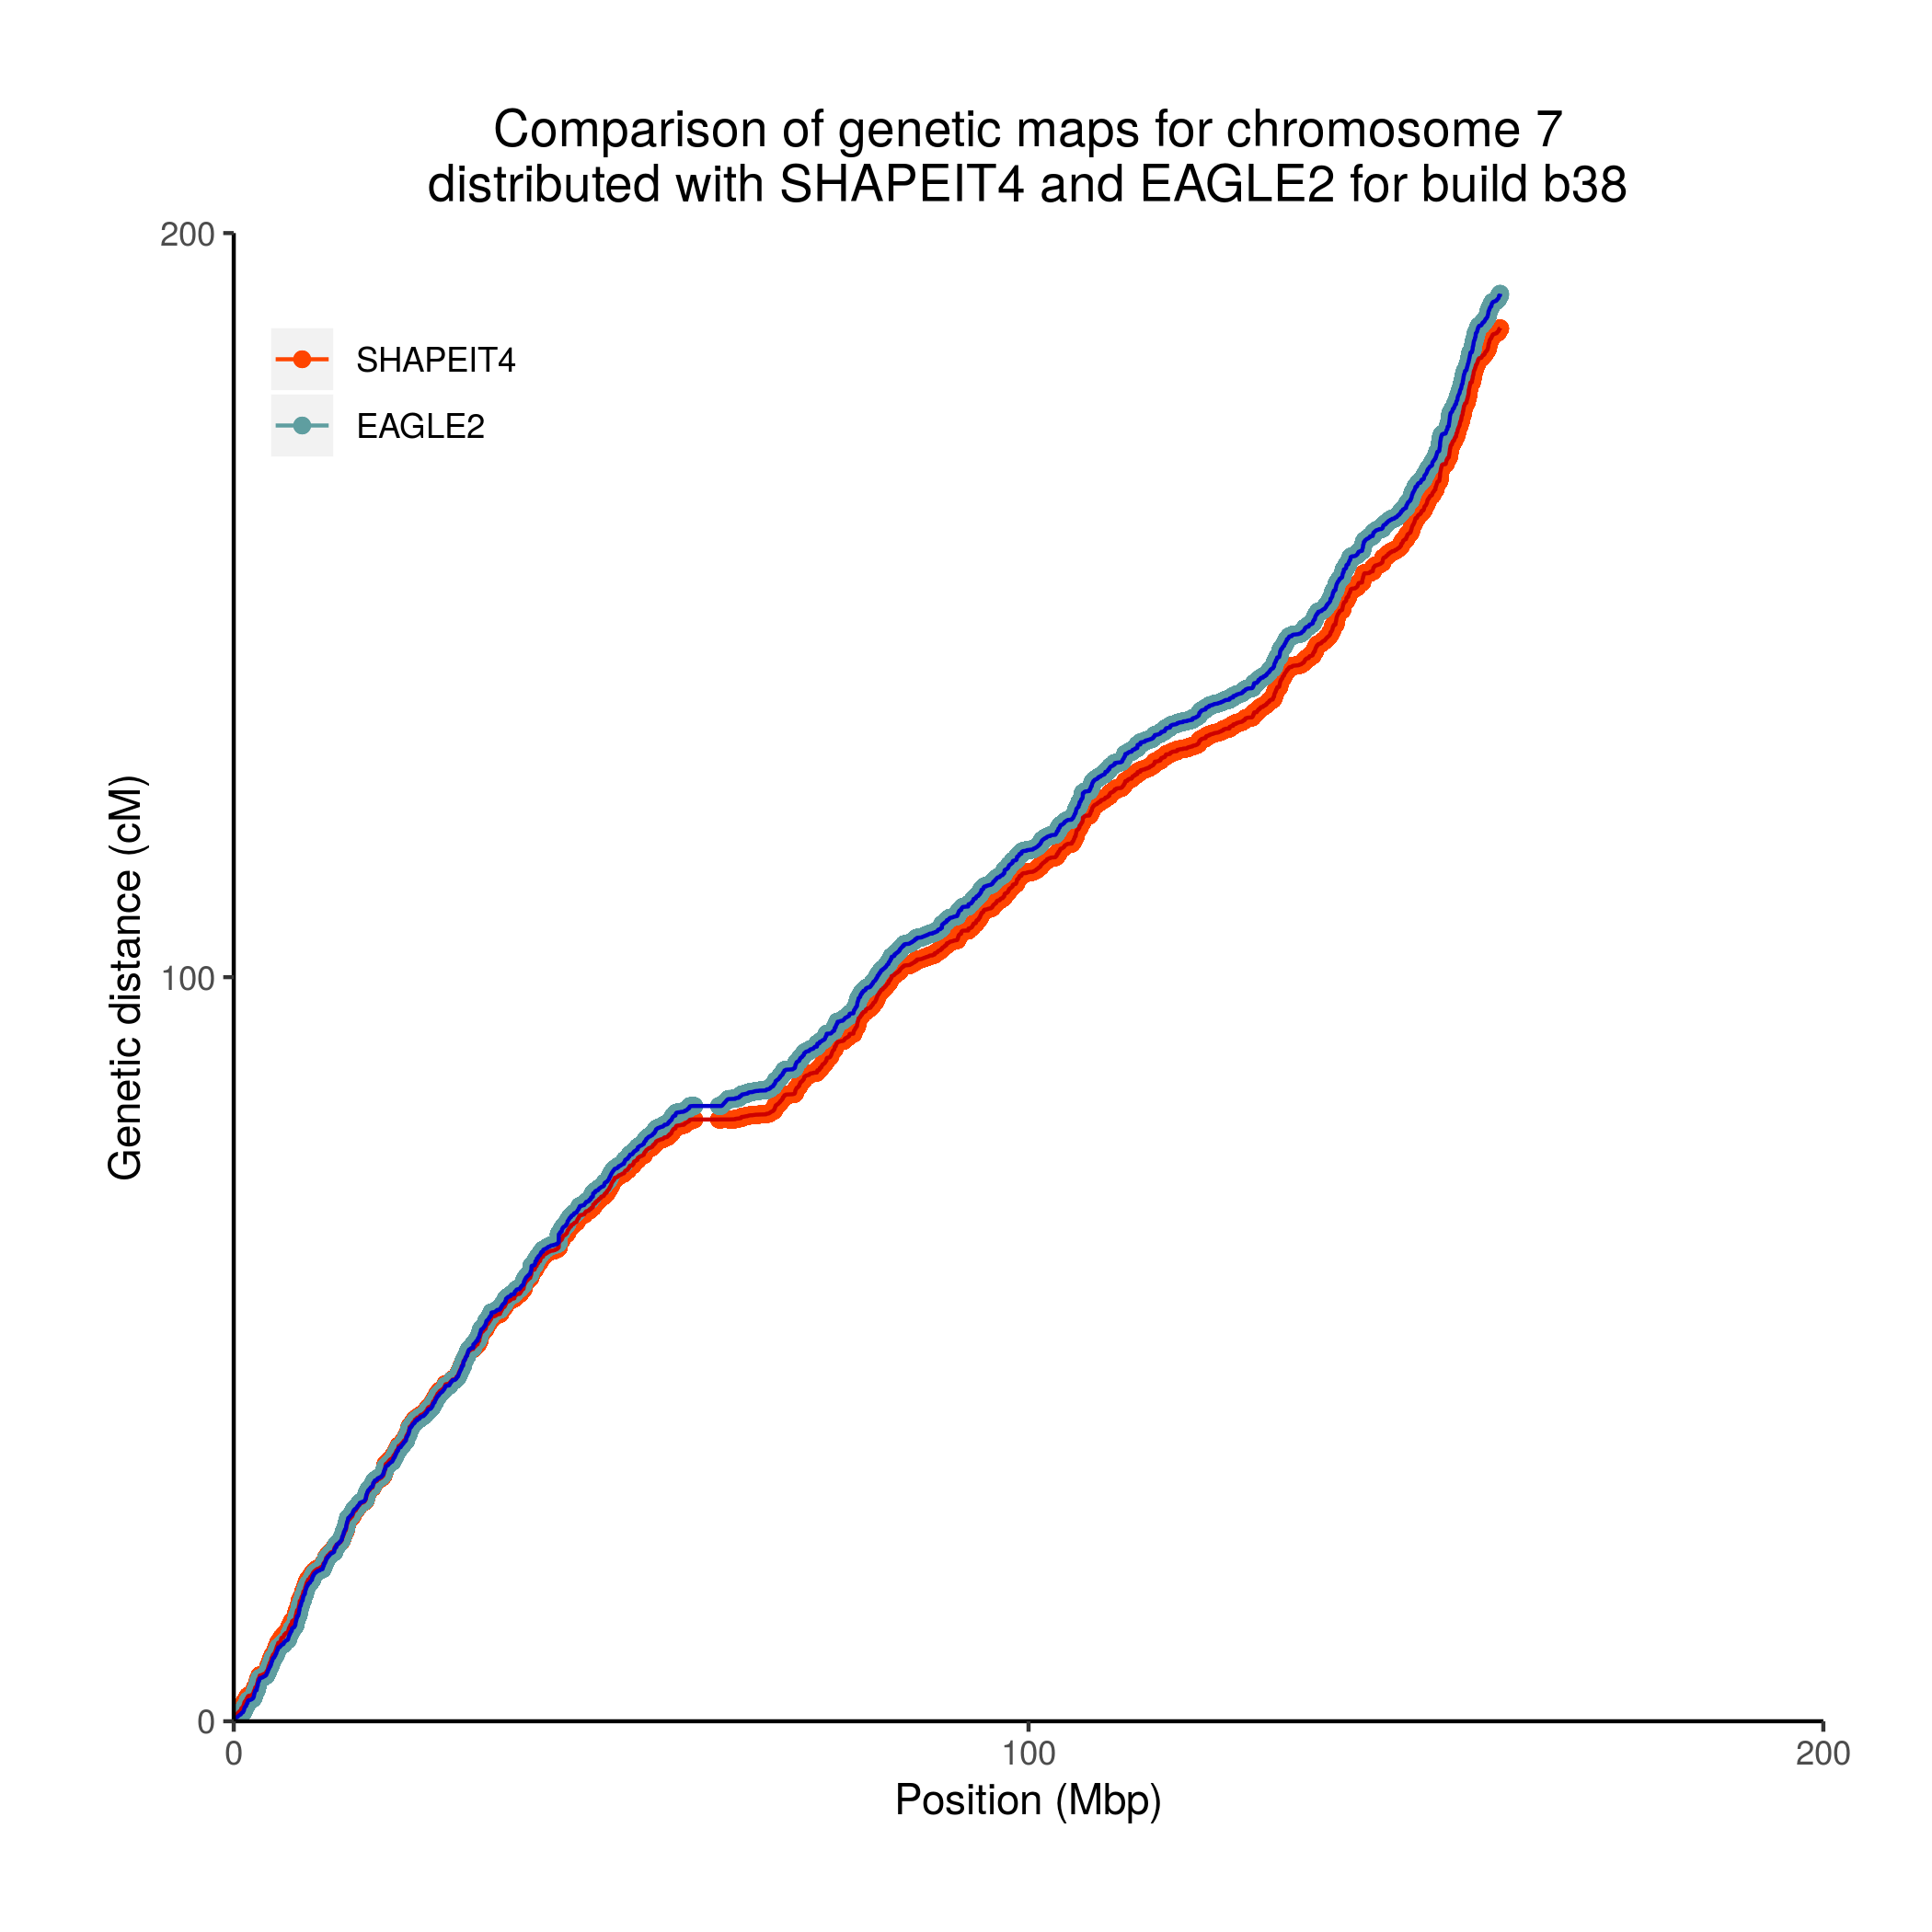 Comparison of genetic maps for chromosome 7
distributed with SHAPEIT4 and EAGLE2 for build b38
200
SHAPEIT4
EAGLE2
Genetic distance (cM)
100
0
0
100
200
Position (Mbp)